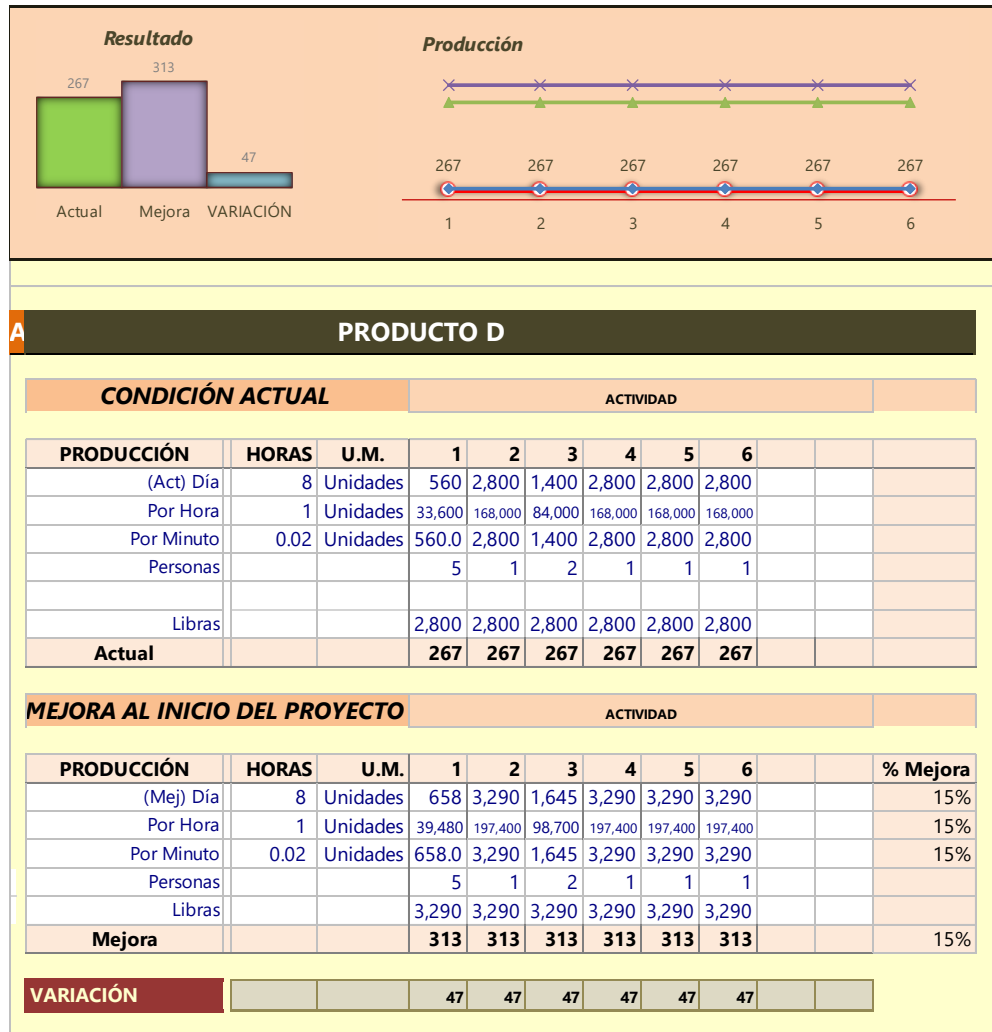 Resultado
Producción
267
313
47
Actual Mejora VARIACIÓN
267 267 267 267 267 267
1 2 3 4 5 6
A PRODUCTO D
CONDICIÓN ACTUAL ACTIVIDAD
PRODUCCIÓN HORAS U.M. 1 2 3 4 5 6
(Act) Día 8 Unidades 560 2,800 1,400 2,800 2,800 2,800
Por Hora 1 Unidades 33,600 168,000 84,000 168,000 168,000 168,000
Por Minuto 0.02 Unidades 560.0 2,800 1,400 2,800 2,800 2,800
Personas 5 1 2 1 1 1
Libras 2,800 2,800 2,800 2,800 2,800 2,800
Actual 267 267 267 267 267 267
MEJORA AL INICIO DEL PROYECTO ACTIVIDAD
PRODUCCIÓN HORAS U.M. 1 2 3 4 5 6 % Mejora
(Mej) Día 8 Unidades 658 3,290 1,645 3,290 3,290 3,290 15%
Por Hora 1 Unidades 39,480 197,400 98,700 197,400 197,400 197,400 15%
Por Minuto 0.02 Unidades 658.0 3,290 1,645 3,290 3,290 3,290 15%
Personas 5 1 2 1 1 1
Libras 3,290 3,290 3,290 3,290 3,290 3,290
Mejora 313 313 313 313 313 313 15%
VARIACIÓN 47 47 47 47 47 47